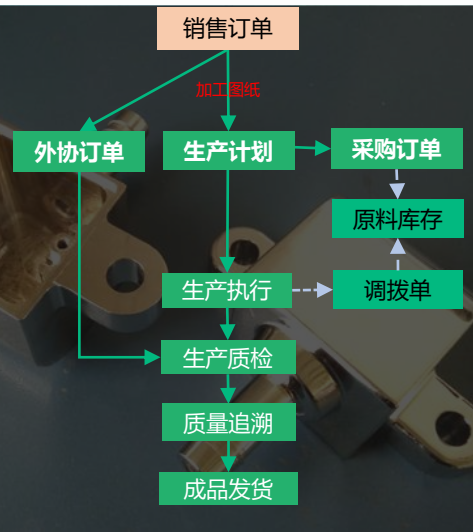 销售订单
加工图纸
外协订单
生产计划
采购订单
原料库存
生产执行
调拨单
生产质检
质量追溯
成品发货